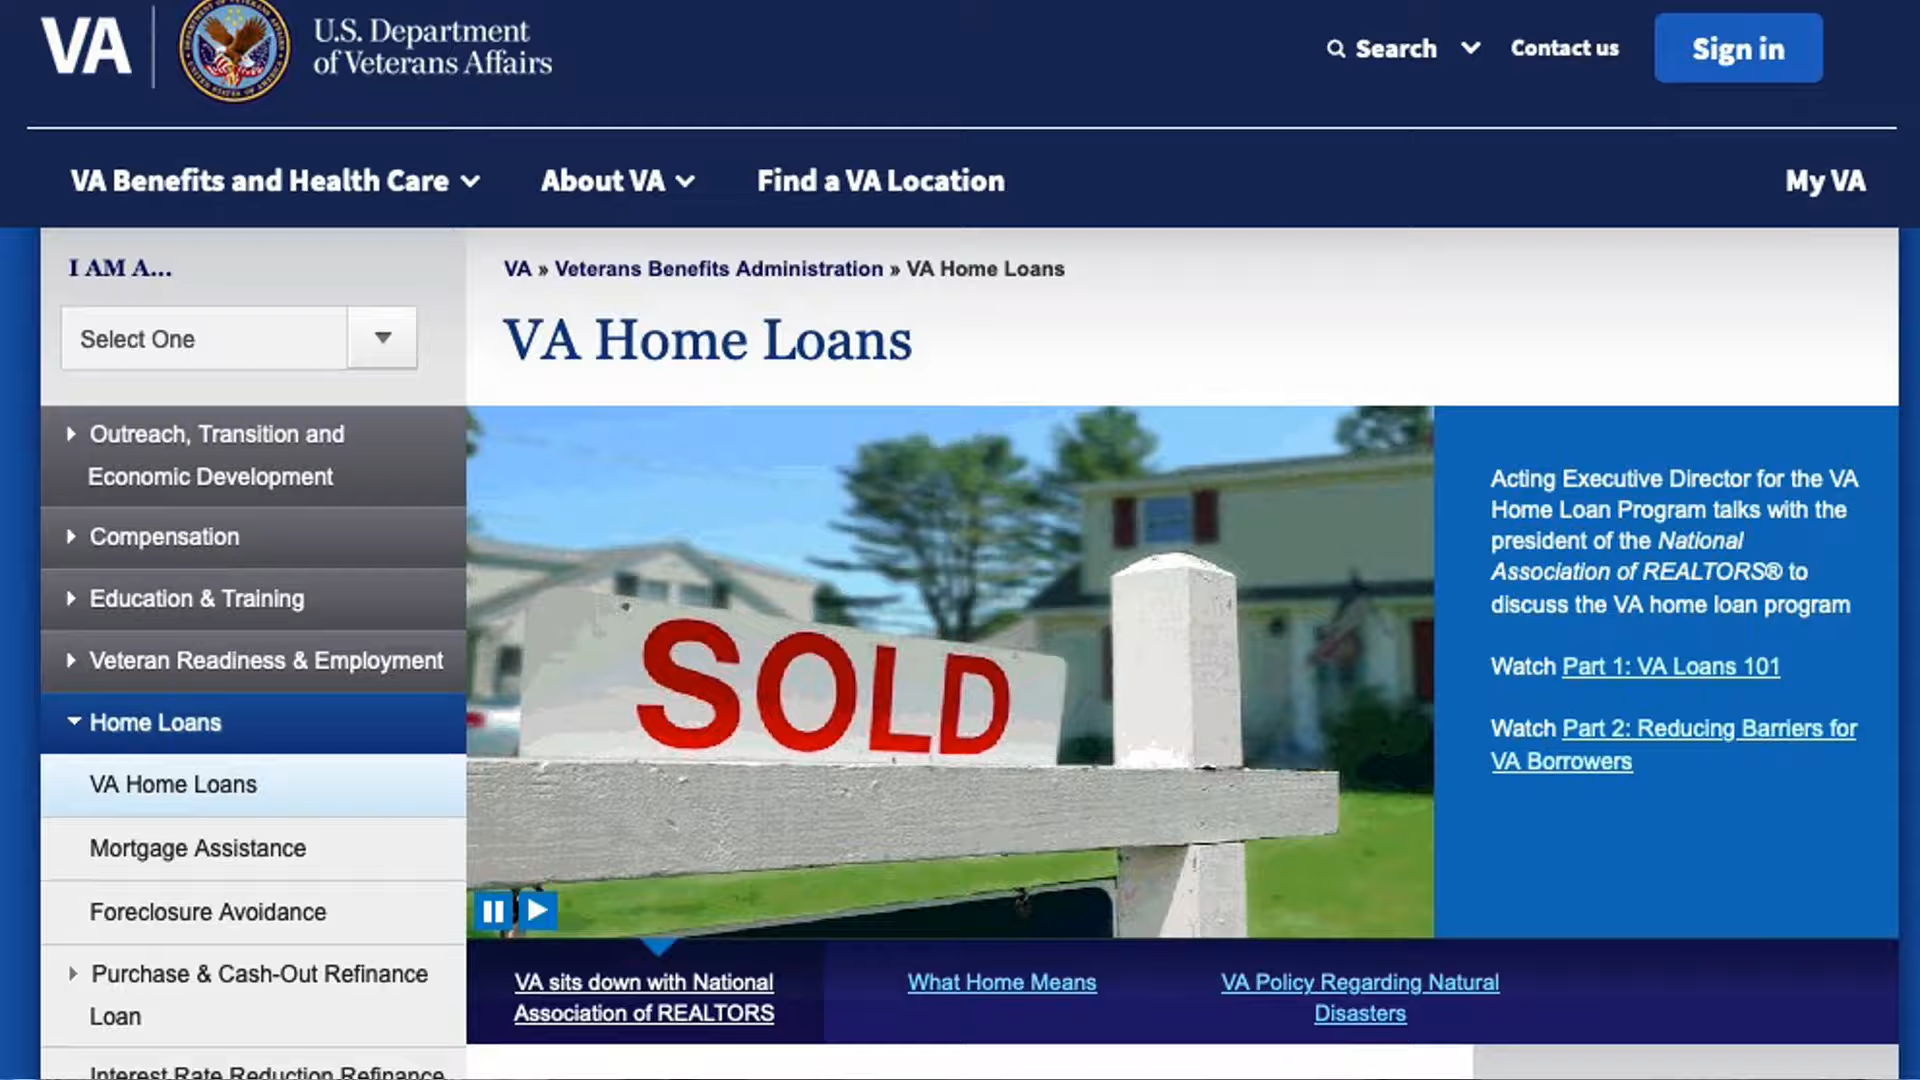 VA
U.S. Department
of Veterans Affairs
Search
Contact us
Sign in
VA Benefits and Health Care
About VA
Find a VA Location
My VA
I AM A...
Select One
Outreach, Transition and
Economic Development
Compensation
Education & Training
Veteran Readiness & Employment
Home Loans
VA Home Loans
Mortgage Assistance
Foreclosure Avoidance
Purchase & Cash-Out Refinance
Loan
Interest Rate Reduction Refinance
VA » Veterans Benefits Administration » VA Home Loans
VA Home Loans
SOLD
Acting Executive Director for the VA
Home Loan Program talks with the
president of the National
Association of REALTORS® to
discuss the VA home loan program
Watch Part 1: VA Loans 101
Watch Part 2: Reducing Barriers for
VA Borrowers
VA sits down with National
Association of REALTORS
What Home Means
VA Policy Regarding Natural
Disasters